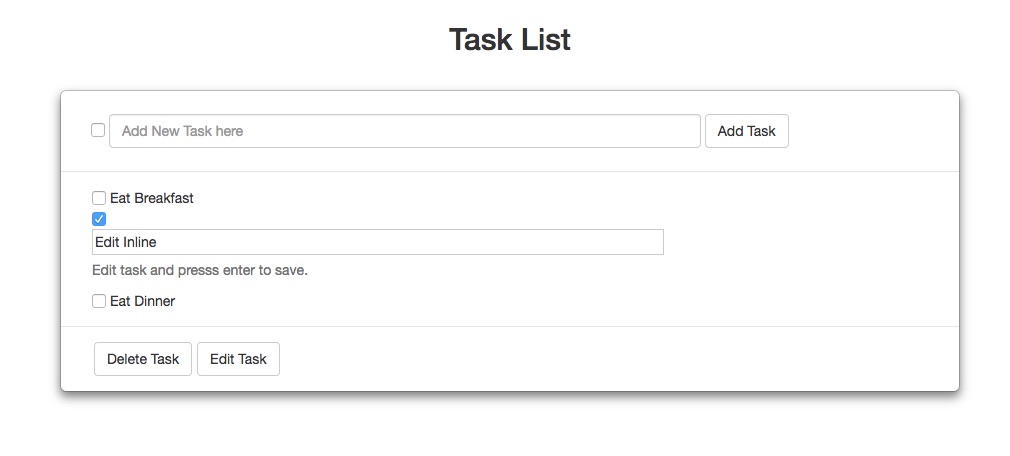 Task List
Add New Task here
Add Task
Eat Breakfast
Edit Inline
Edit task and presss enter to save.
Eat Dinner
Delete Task
Edit Task